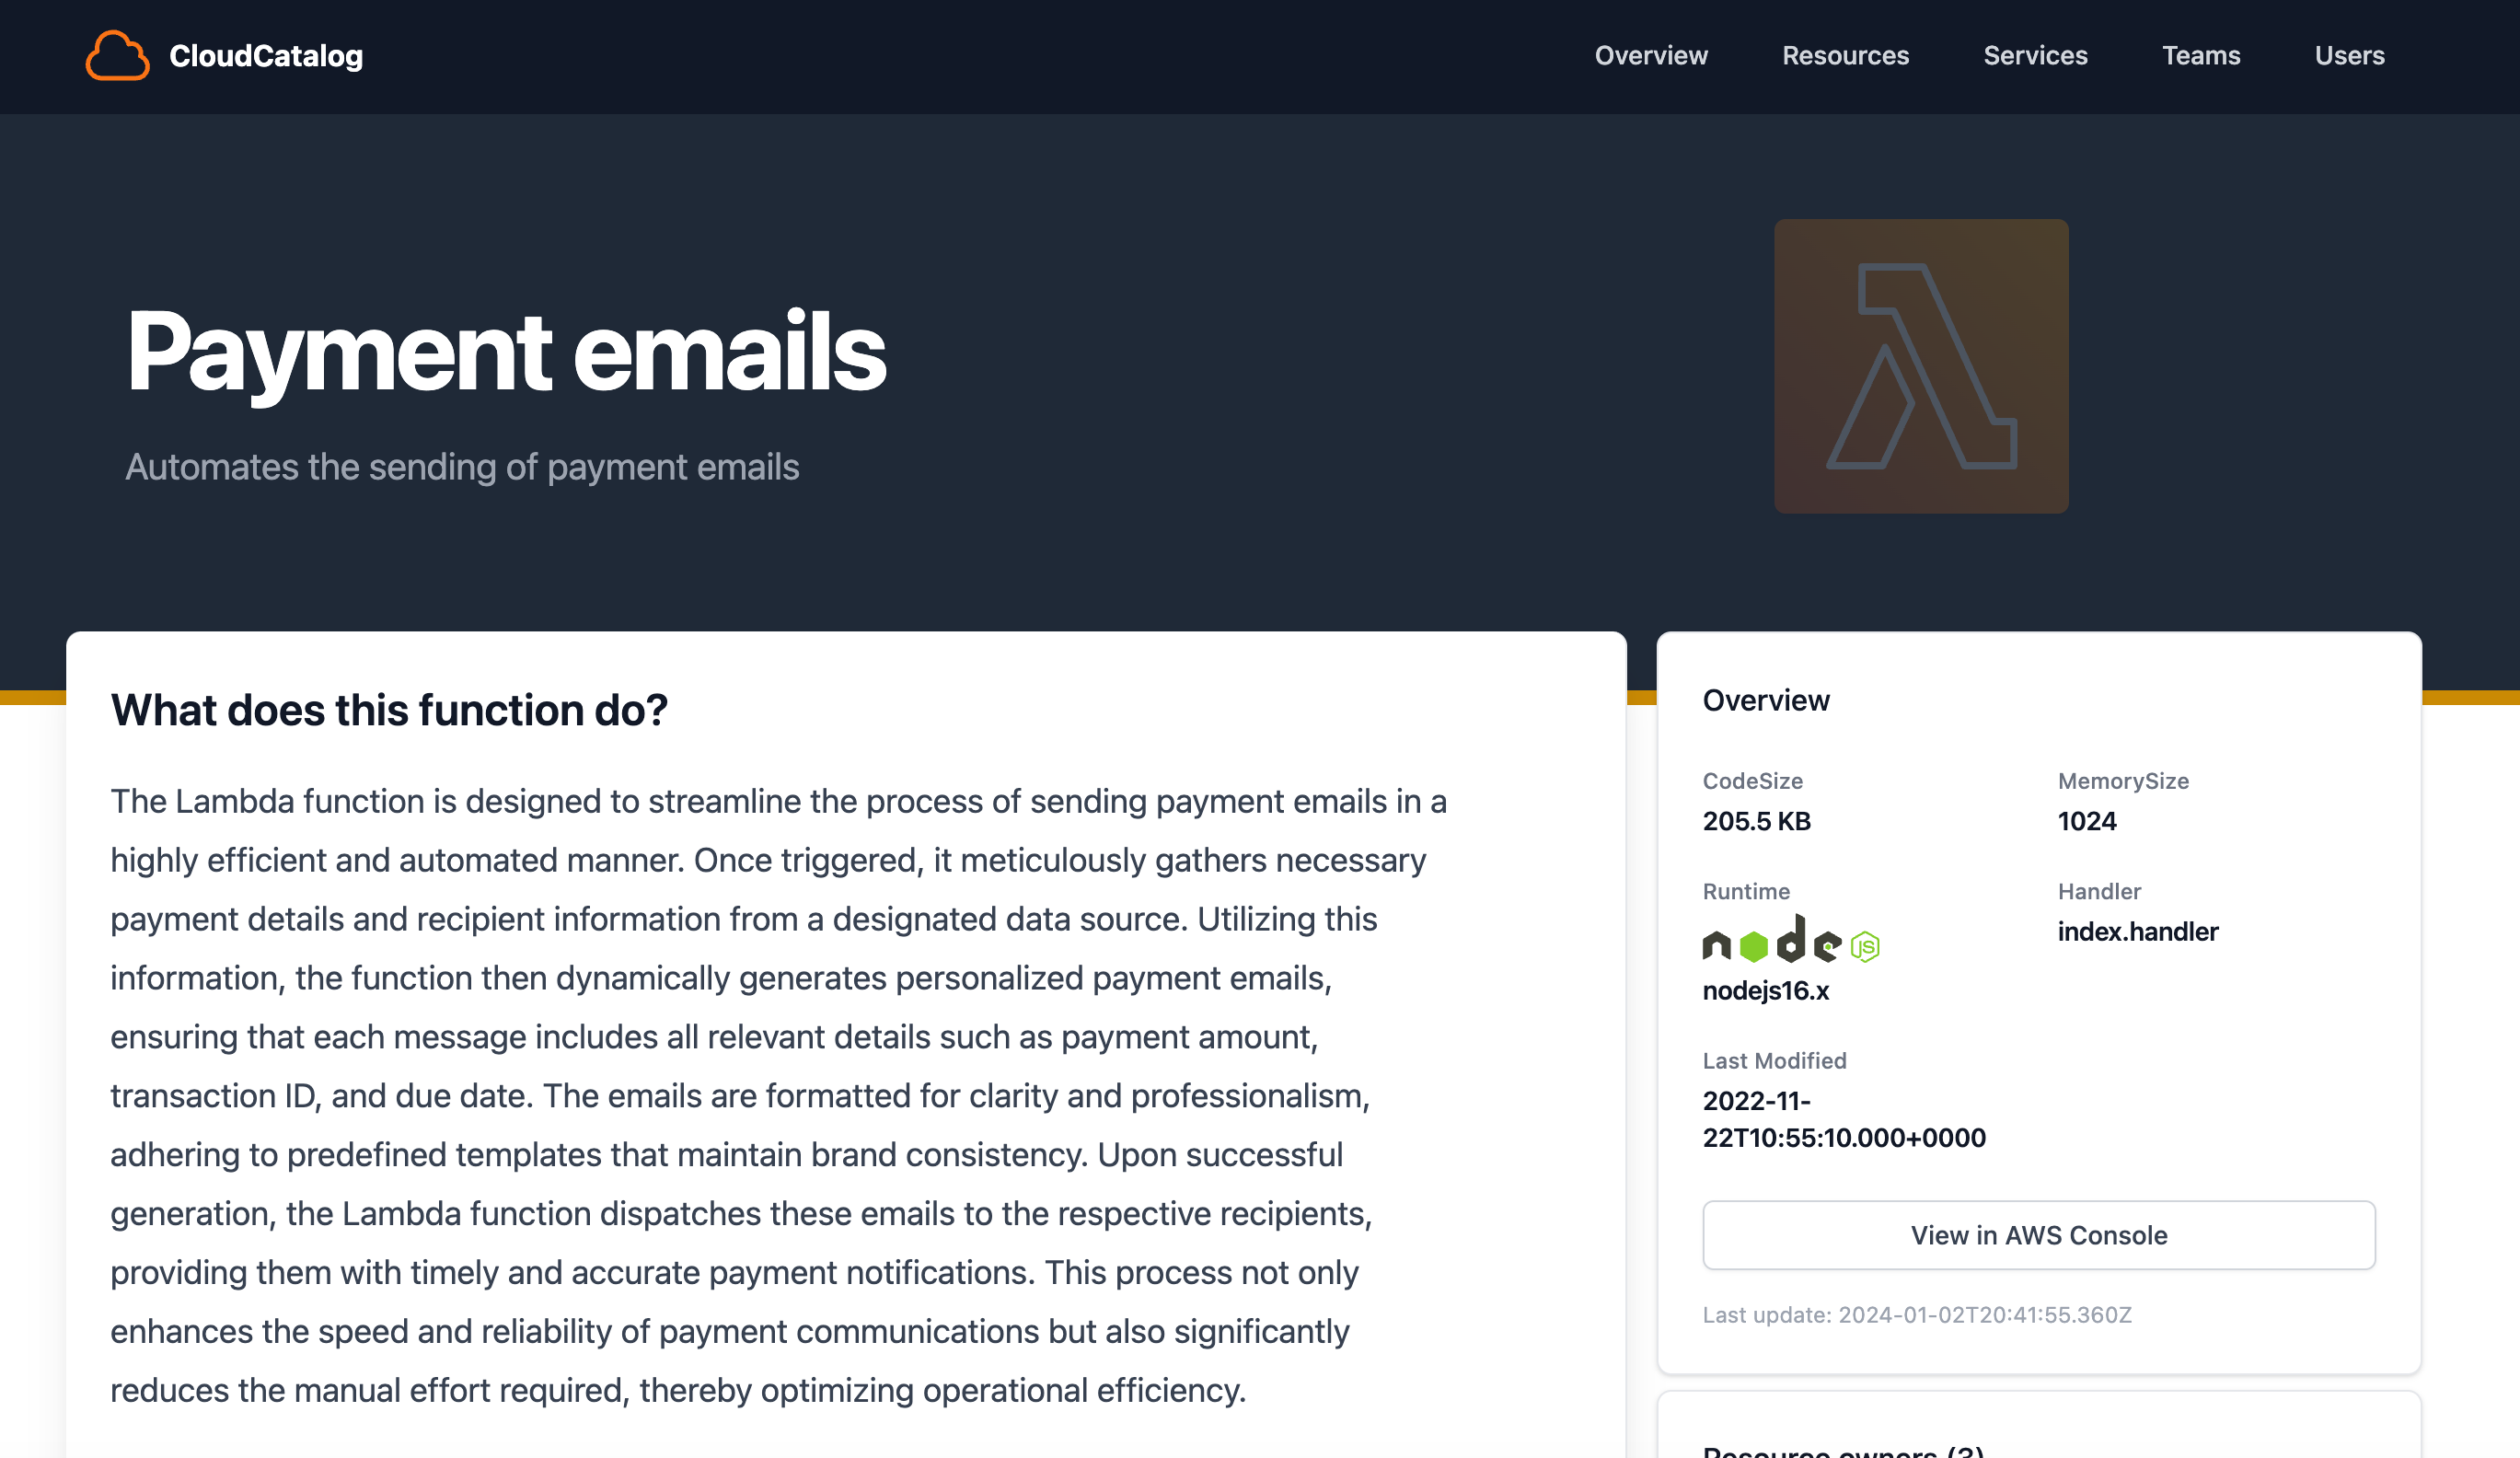 CloudCatalog
Overview
Resources
Services
Teams
Users
Payment emails
Automates the sending of payment emails
What does this function do?
The Lambda function is designed to streamline the process of sending payment emails in a
highly efficient and automated manner. Once triggered, it meticulously gathers necessary
payment details and recipient information from a designated data source. Utilizing this
information, the function then dynamically generates personalized payment emails,
ensuring that each message includes all relevant details such as payment amount,
transaction ID, and due date. The emails are formatted for clarity and professionalism,
adhering to predefined templates that maintain brand consistency. Upon successful
generation, the Lambda function dispatches these emails to the respective recipients,
providing them with timely and accurate payment notifications. This process not only
enhances the speed and reliability of payment communications but also significantly
reduces the manual effort required, thereby optimizing operational efficiency.
Overview
CodeSize
205.5 KB
MemorySize
1024
Runtime
node JS
nodejs16.x
Handler
index.handler
Last Modified
2022-11-
22T10:55:10.000+0000
View in AWS Console
Last update: 2024-01-02T20:41:55.360Z
Resource owners (3)